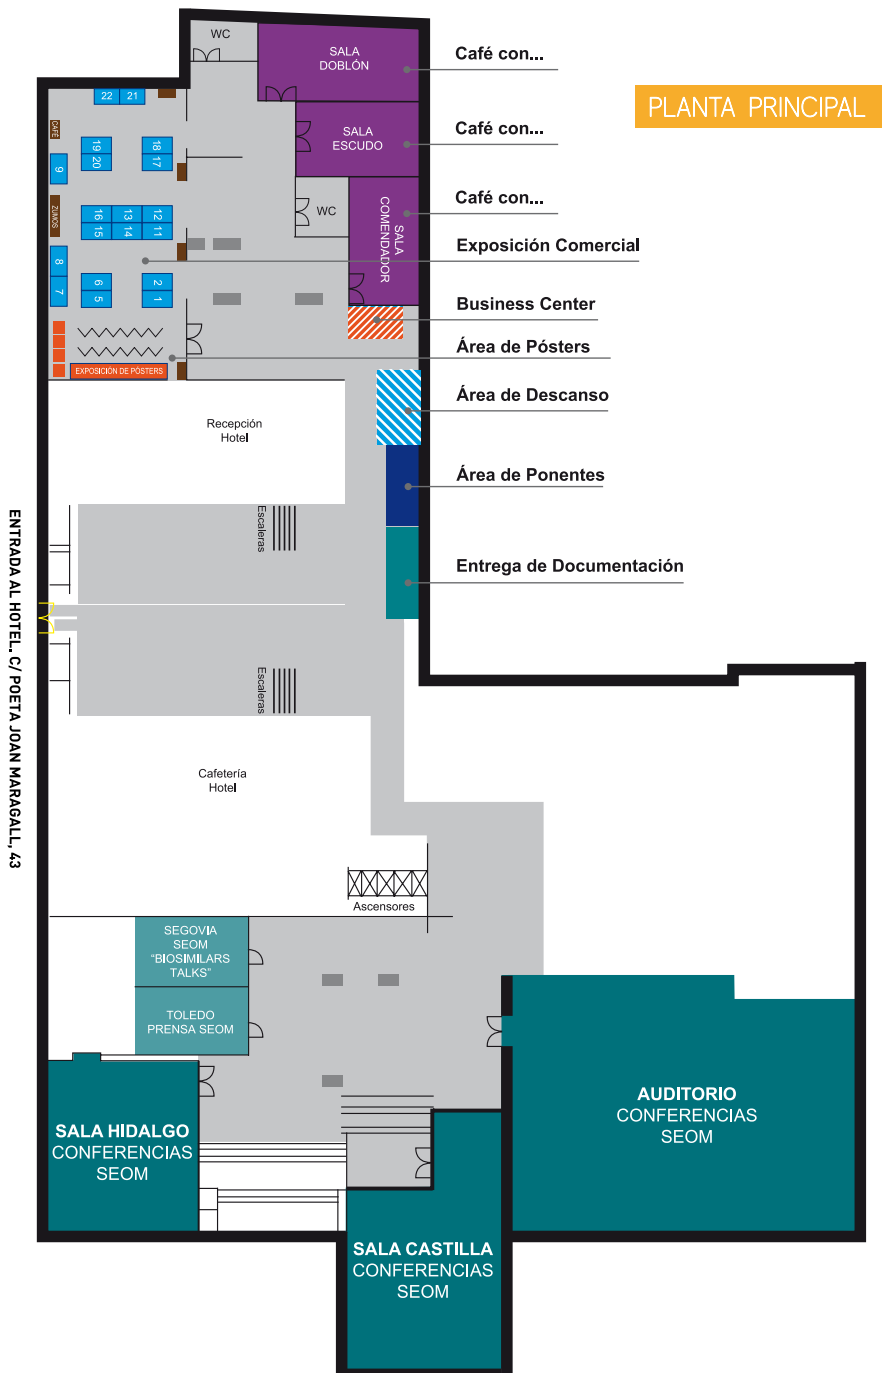 PLANTA PRINCIPAL
WC
SALA
DOBLÓN
Café con...
22
21
CAFÉ
SALA
ESCUDO
Café con...
19
20
18
17
9
WC
SALA
COMENDADOR
Café con...
ZUMOS
16
13
12
15
14
11
Exposición Comercial
8
7
6
5
2
1
Business Center
Área de Pósters
EXPOSICIÓN DE PÓSTERS
Área de Descanso
Recepción
Hotel
Área de Ponentes
Escaleras
Entrega de Documentación
ENTRADA AL HOTEL. C/ POETA JOAN MARAGALL, 43
Escaleras
Cafetería
Hotel
Ascensores
SEGOVIA
SEOM
"BIOSIMILARS
TALKS"
TOLEDO
PRENSA SEOM
SALA HIDALGO
CONFERENCIAS
SEOM
AUDITORIO
CONFERENCIAS
SEOM
SALA CASTILLA
CONFERENCIAS
SEOM